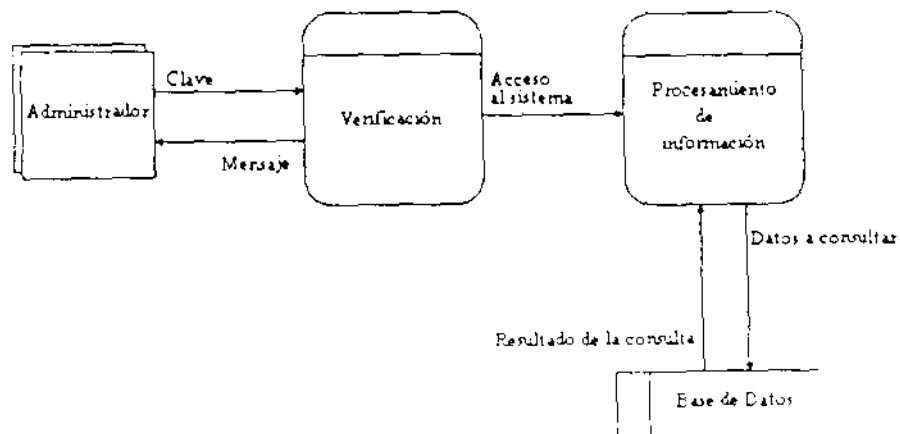 Clave
Administrador
Mensaje
Verificación
Acceso
al sistema
Procesamiento
de
información
Datos a consultar
Resultado de la consulta
Base de Datos